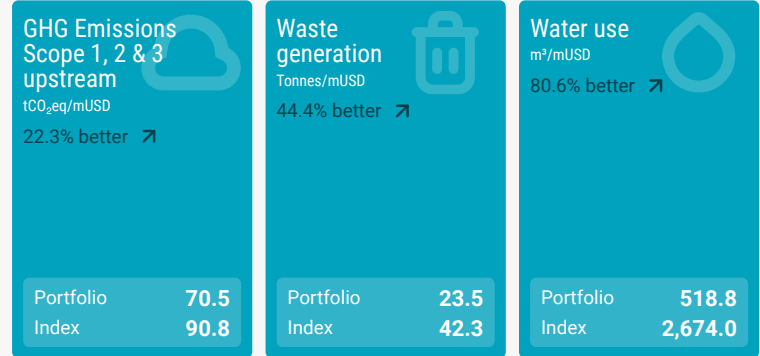 GHG Emissions
Scope 1, 2 & 3
upstream
tCO₂eq/mUSD
22.3% better
Portfolio 70.5
Index 90.8
Waste
generation
Tonnes/mUSD
44.4% better
Portfolio 23.5
Index 42.3
Water use
m³/mUSD
80.6% better
Portfolio 518.8
Index 2,674.0